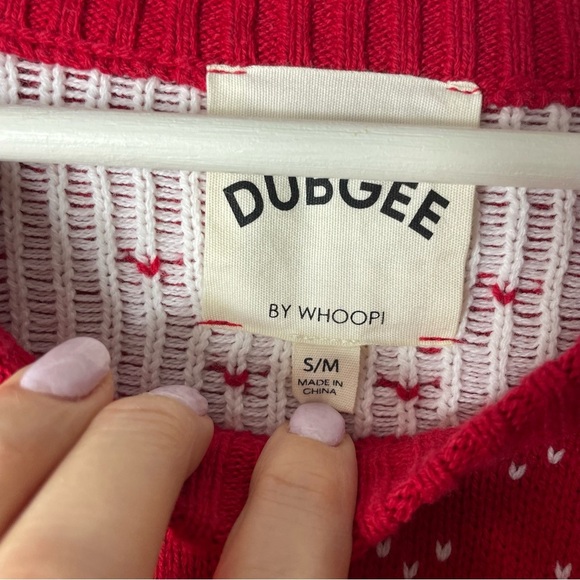 DUBGEE
BY WHOOPI
S/M
MADE IN
CHINA